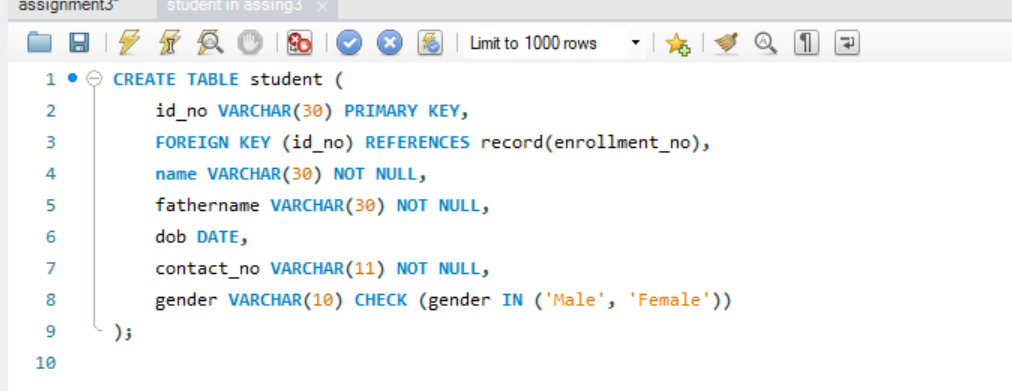 assignment3*
student in assing3 ×
Limit to 1000 rows
1 CREATE TABLE student (
2 id_no VARCHAR(30) PRIMARY KEY,
3 FOREIGN KEY (id_no) REFERENCES record(enrollment_no),
4 name VARCHAR(30) NOT NULL,
5 fathername VARCHAR(30) NOT NULL,
6 dob DATE,
7 contact_no VARCHAR(11) NOT NULL,
8 gender VARCHAR(10) CHECK (gender IN ('Male', 'Female'))
9 );
10